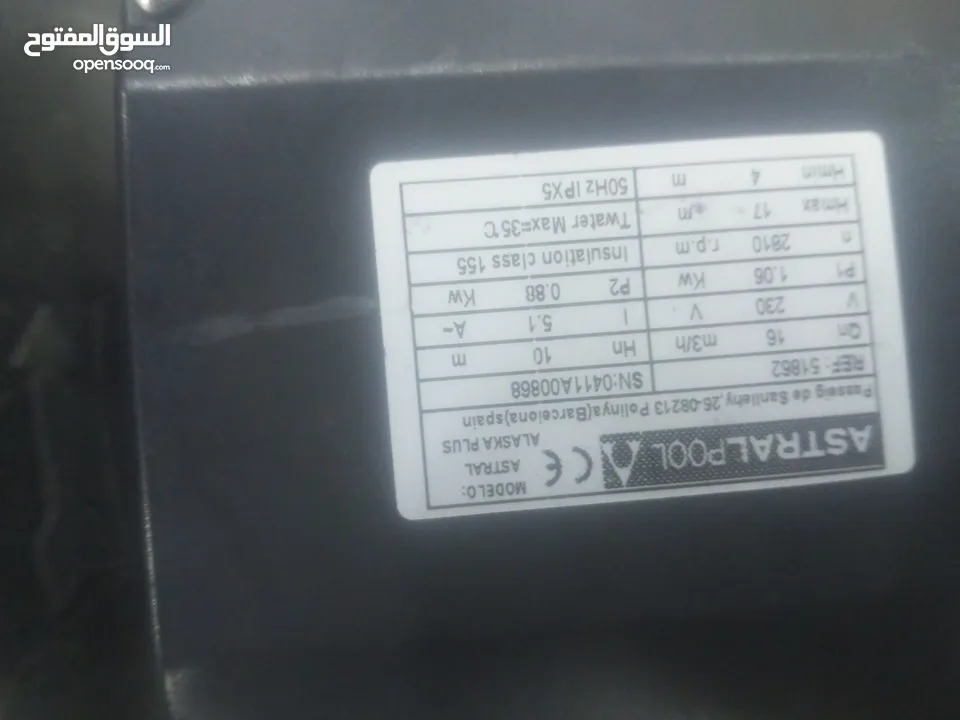 السوق المفتوح
opensooq.com
ASTRALPOOL CE MODELO:
ASTRAL
ALASKA PLUS
Passeig de Sanllehy,25-08213 Polinya(Barcelona)spain
REF· 51862 SN:0411A00868
Qn 16 m3/h Hn 10 m
V 230 V I 5.1 A~
P1 1.06 Kw P2 0.88 Kw
n 2810 r.p.m Insulation class 155
Hmax 17 m Twater Max=35℃
Hmin 4 m 50Hz IPX5